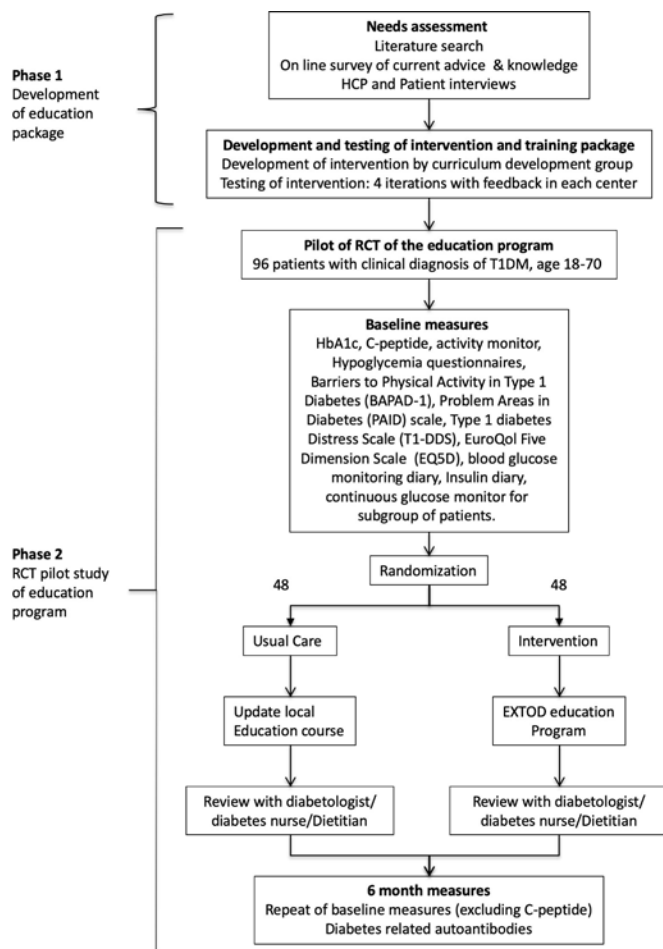 Needs assessment
Literature search
On line survey of current advice & knowledge
HCP and Patient interviews
Phase 1
Development
of education
package
Development and testing of intervention and training package
Development of intervention by curriculum development group
Testing of intervention: 4 iterations with feedback in each center
Pilot of RCT of the education program
96 patients with clinical diagnosis of T1DM, age 18-70
Baseline measures
HbA1c, C-peptide, activity monitor,
Hypoglycemia questionnaires,
Barriers to Physical Activity in Type 1
Diabetes (BAPAD-1), Problem Areas in
Diabetes (PAID) scale, Type 1 diabetes
Distress Scale (T1-DDS), EuroQol Five
Dimension Scale (EQ5D), blood glucose
monitoring diary, Insulin diary,
continuous glucose monitor for
subgroup of patients.
Phase 2
RCT pilot study
of education
program
Randomization
48
48
Usual Care
Intervention
Update local
Education course
EXTOD education
Program
Review with diabetologist/
diabetes nurse/Dietitian
Review with diabetologist/
diabetes nurse/Dietitian
6 month measures
Repeat of baseline measures (excluding C-peptide)
Diabetes related autoantibodies